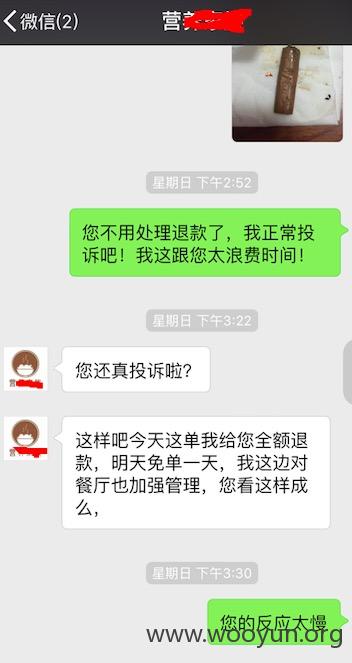 微信(2)
营养
星期日 下午2:52
您不用处理退款了，我正常投
诉吧！我这跟您太浪费时间！
星期日 下午3:22
您还真投诉啦？
这样吧今天这单我给您全额退
款，明天免单一天，我这边对
餐厅也加强管理，您看这样成
么，
星期日 下午3:30
您的反应太慢
www.wooyun.org